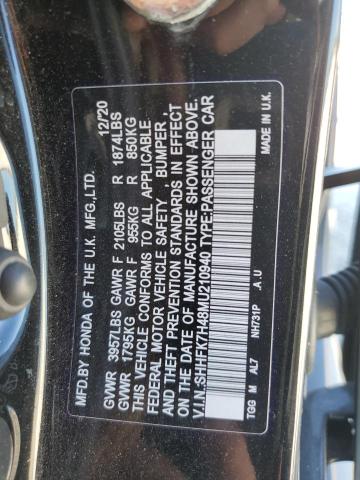 MFD.BY HONDA OF THE U.K. MFG.,LTD. 12/20
GVWR 3957LBS GAWR F 2105LBS R 1874LBS
GVWR 1795KG GAWR F 955KG R 850KG
THIS VEHICLE CONFORMS TO ALL APPLICABLE
FEDERAL MOTOR VEHICLE SAFETY , BUMPER ,
AND THEFT PREVENTION STANDARDS IN EFFECT
ON THE DATE OF MANUFACTURE SHOWN ABOVE.
V.I.N.:SHHFK7H48MU210940 TYPE:PASSENGER CAR
TGG M AL7 NH731P .A.U MADE IN U.K.